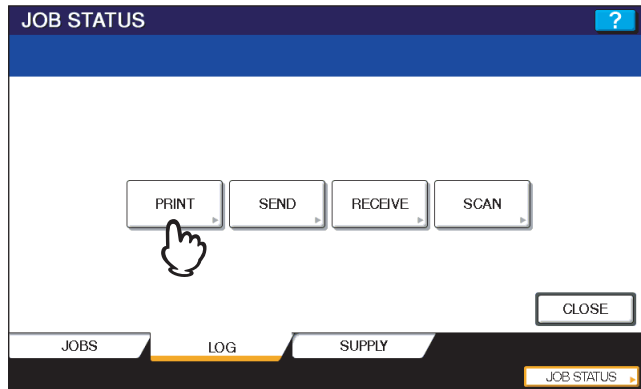 JOB STATUS ?
PRINT SEND RECEIVE SCAN
CLOSE
JOBS LOG SUPPLY
JOB STATUS